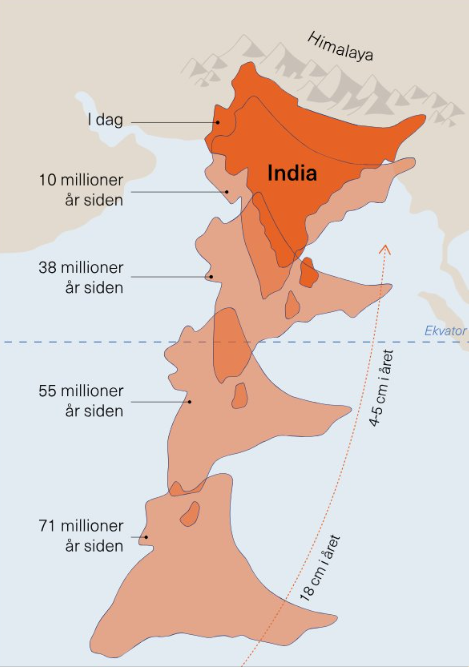 Himalaya
I dag
India
10 millioner
år siden
38 millioner
år siden
Ekvator
55 millioner
år siden
4-5 cm i året
71 millioner
år siden
18 cm i året